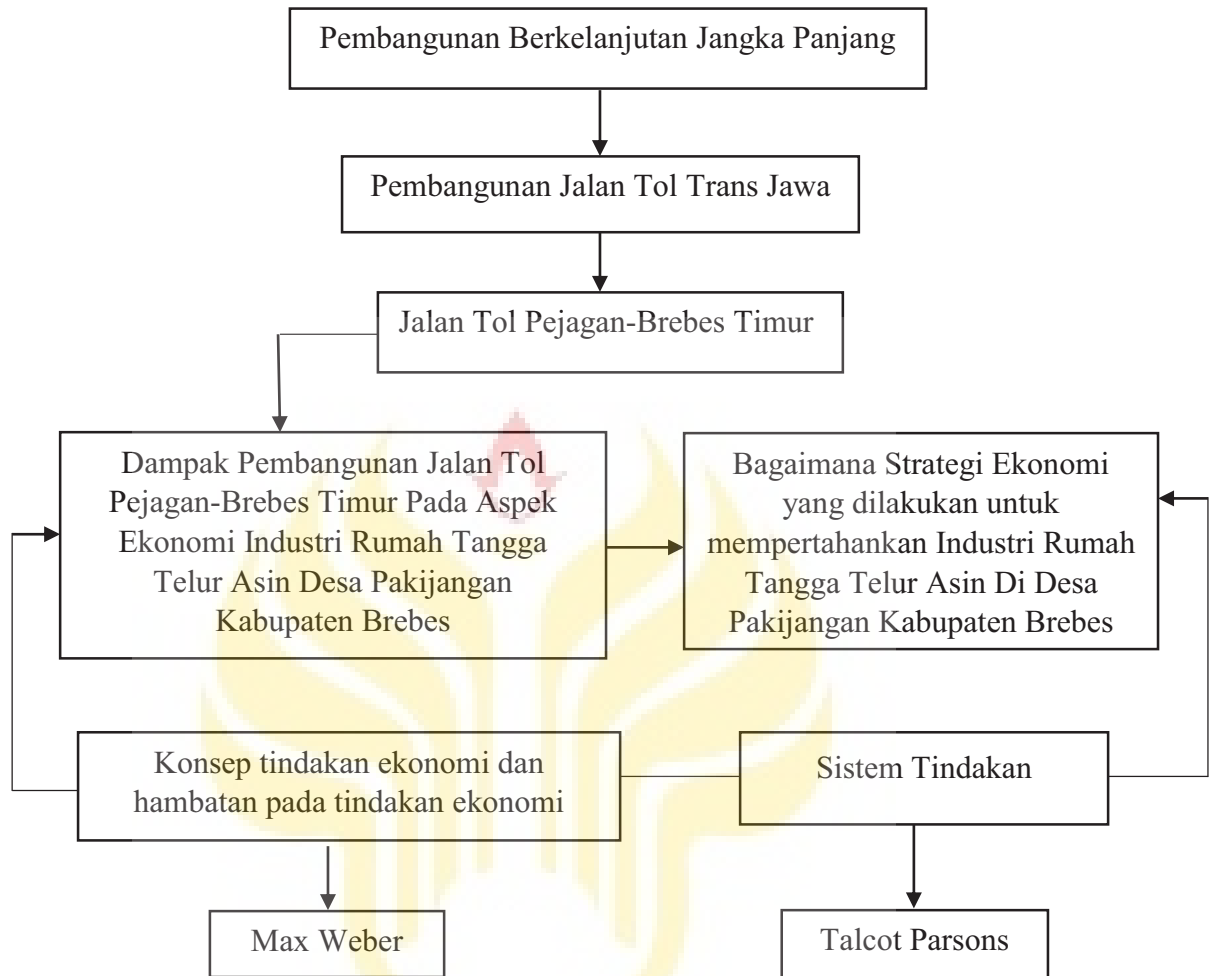 Pembangunan Berkelanjutan Jangka Panjang
Pembangunan Jalan Tol Trans Jawa
Jalan Tol Pejagan-Brebes Timur
Dampak Pembangunan Jalan Tol
Pejagan-Brebes Timur Pada Aspek
Ekonomi Industri Rumah Tangga
Telur Asin Desa Pakijangan
Kabupaten Brebes
Bagaimana Strategi Ekonomi
yang dilakukan untuk
mempertahankan Industri Rumah
Tangga Telur Asin Di Desa
Pakijangan Kabupaten Brebes
Konsep tindakan ekonomi dan
hambatan pada tindakan ekonomi
Sistem Tindakan
Max Weber
Talcot Parsons